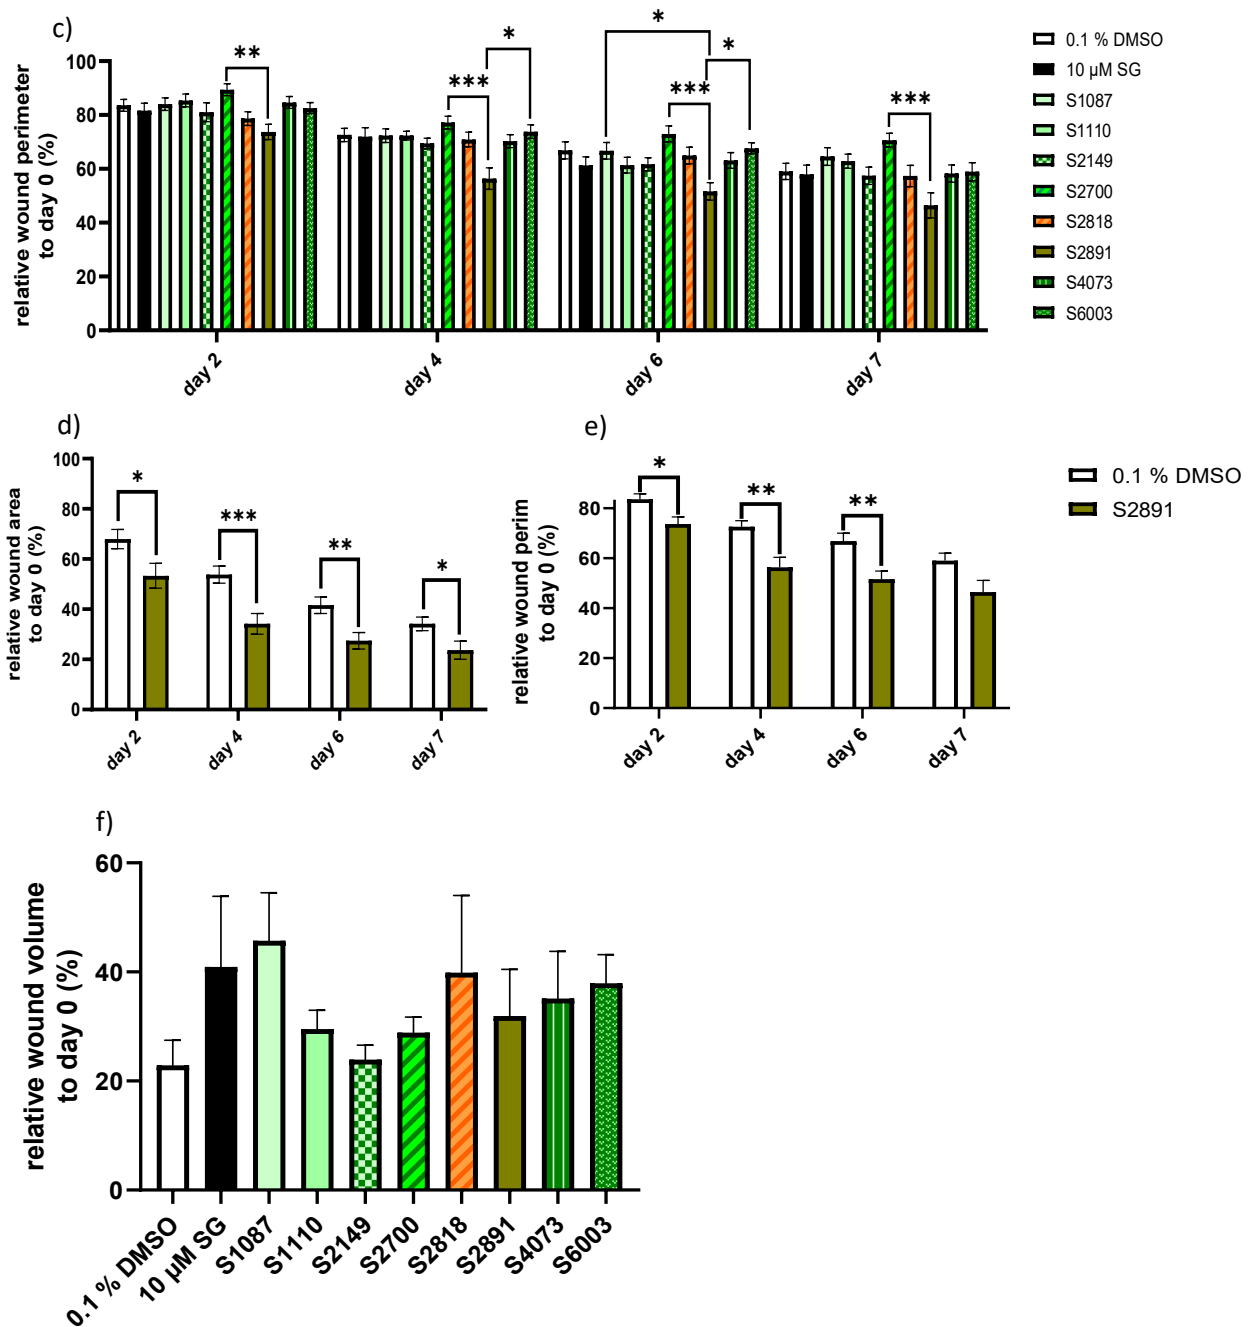 c)
relative wound perimeter
to day 0 (%)
100
80
60
40
20
0
**
***
*
*
***
*
***
day 2
day 4
day 6
day 7
0.1 % DMSO
10 µM SG
S1087
S1110
S2149
S2700
S2818
S2891
S4073
S6003
d)
relative wound area
to day 0 (%)
100
80
60
40
20
0
*
***
**
*
day 2
day 4
day 6
day 7
e)
relative wound perim
to day 0 (%)
80
60
40
20
0
*
**
**
day 2
day 4
day 6
day 7
0.1 % DMSO
S2891
f)
relative wound volume
to day 0 (%)
60
40
20
0
0.1 % DMSO
10 µM SG
S1087
S1110
S2149
S2700
S2818
S2891
S4073
S6003